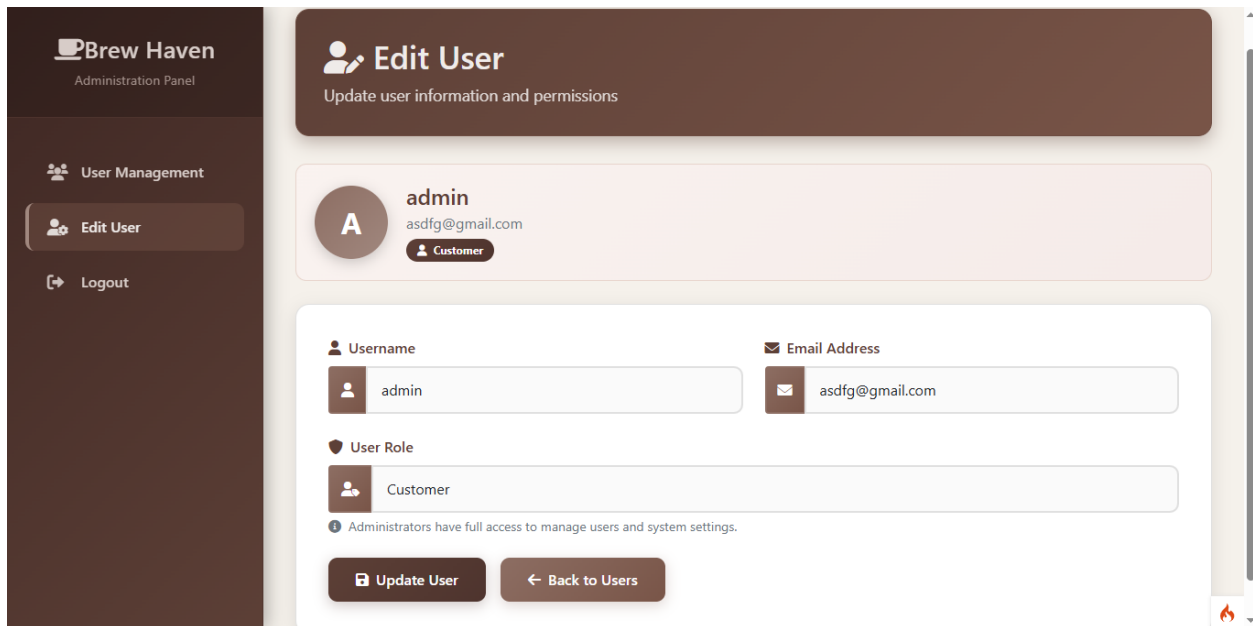 Brew Haven
Administration Panel
User Management
Edit User
Logout
Edit User
Update user information and permissions
A
admin
asdfg@gmail.com
Customer
Username
admin
Email Address
asdfg@gmail.com
User Role
Customer
Administrators have full access to manage users and system settings.
Update User
Back to Users